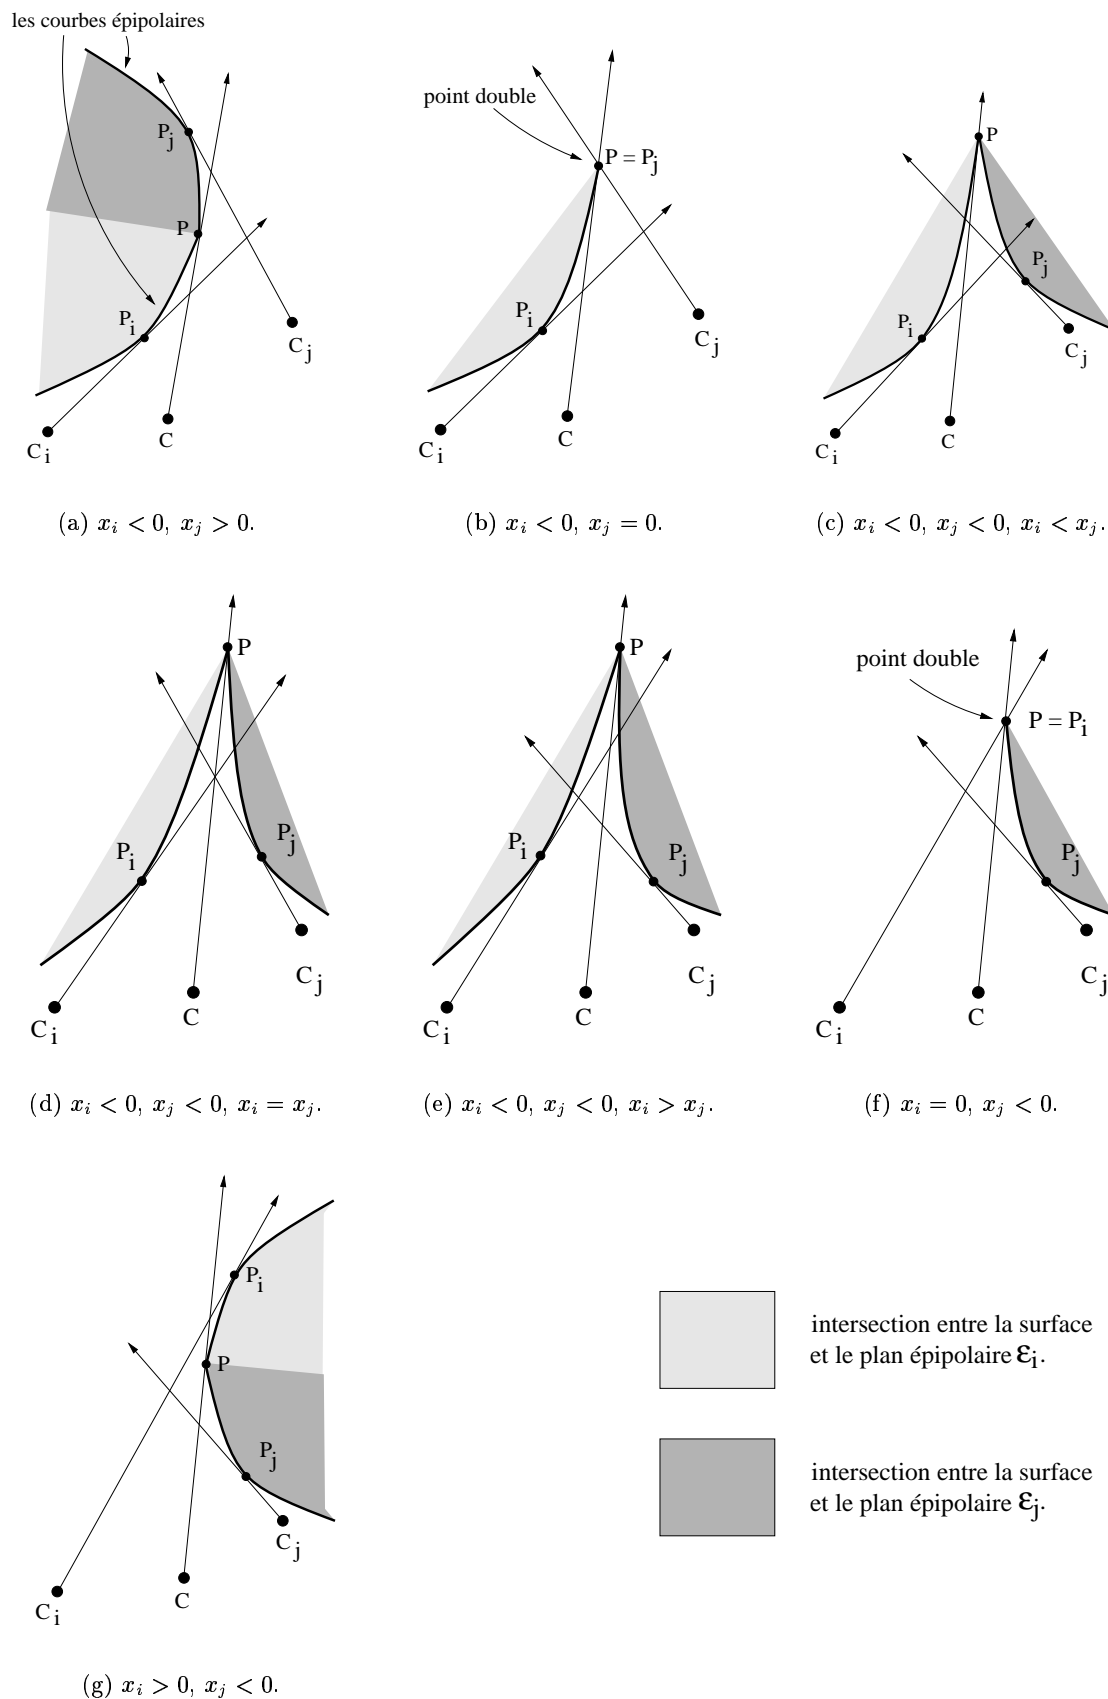 les courbes épipolaires
P_j
P
P_i
C_j
C
C_i
(a) x_i < 0, x_j > 0.
point double
P = P_j
P_i
C_j
C
C_i
(b) x_i < 0, x_j = 0.
P
P_j
P_i
C_j
C
C_i
(c) x_i < 0, x_j < 0, x_i < x_j.
P
P_j
P_i
C_j
C
C_i
(d) x_i < 0, x_j < 0, x_i = x_j.
P
P_i
P_j
C_j
C
C_i
(e) x_i < 0, x_j < 0, x_i > x_j.
point double
P = P_i
P_j
C_j
C
C_i
(f) x_i = 0, x_j < 0.
P_i
P
P_j
C_j
C
C_i
(g) x_i > 0, x_j < 0.
intersection entre la surface
et le plan épipolaire ε_i.
intersection entre la surface
et le plan épipolaire ε_j.